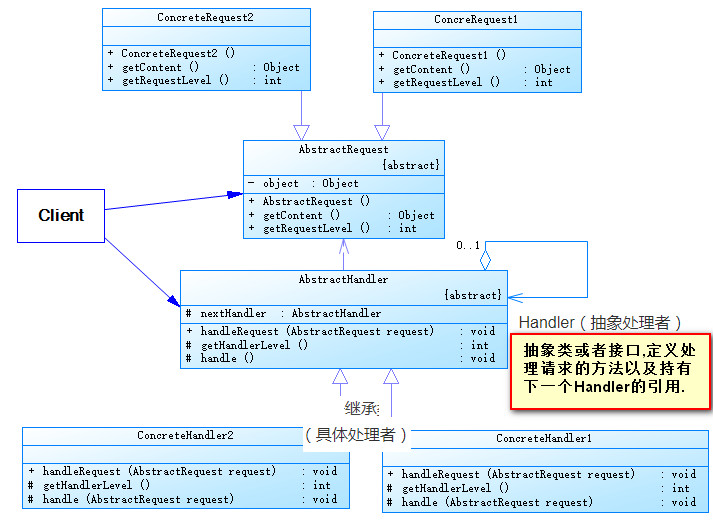 ConcreteRequest2
+ ConcreteRequest2 ()
+ getContent () : Object
+ getRequestLevel () : int
ConcreRequest1
+ ConcreteRequest1 ()
+ getContent () : Object
+ getRequestLevel () : int
AbstractRequest
{abstract}
- object : Object
+ AbstractRequest ()
+ getContent () : Object
+ getRequestLevel () : int
Client
0..1
AbstractHandler
{abstract}
# nextHandler : AbstractHandler
+ handleRequest (AbstractRequest request) : void
# getHandlerLevel () : int
# handle () : void
Handler（抽象处理者）
抽象类或者接口,定义处
理请求的方法以及持有
下一个Handler的引用.
继承
（具体处理者）
ConcreteHandler2
+ handleRequest (AbstractRequest request) : void
# getHandlerLevel () : int
# handle (AbstractRequest request) : void
ConcreteHandler1
+ handleRequest (AbstractRequest request) : void
# getHandlerLevel () : int
# handle (AbstractRequest request) : void